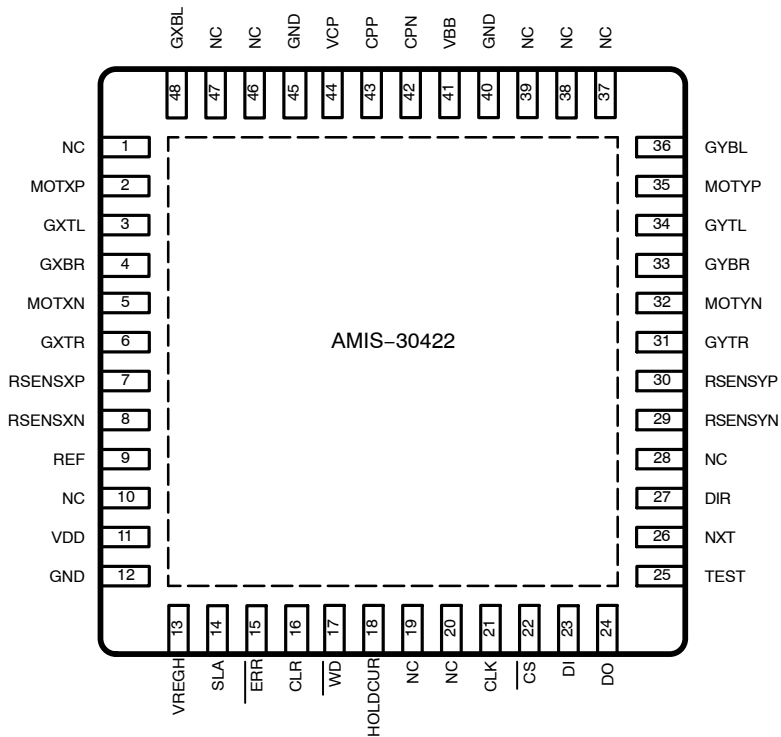 GXBL NC NC GND VCP CPP CPN VBB GND NC NC NC
48 47 46 45 44 43 42 41 40 39 38 37
NC 1 36 GYBL
MOTXP 2 35 MOTYP
GXTL 3 34 GYTL
GXBR 4 33 GYBR
MOTXN 5 32 MOTYN
GXTR 6 31 GYTR
AMIS−30422
RSENSXP 7 30 RSENSYP
RSENSXN 8 29 RSENSYN
REF 9 28 NC
NC 10 27 DIR
VDD 11 26 NXT
GND 12 25 TEST
13 14 15 16 17 18 19 20 21 22 23 24
VREGH SLA ERR CLR WD HOLDCUR NC NC CLK CS DI DO